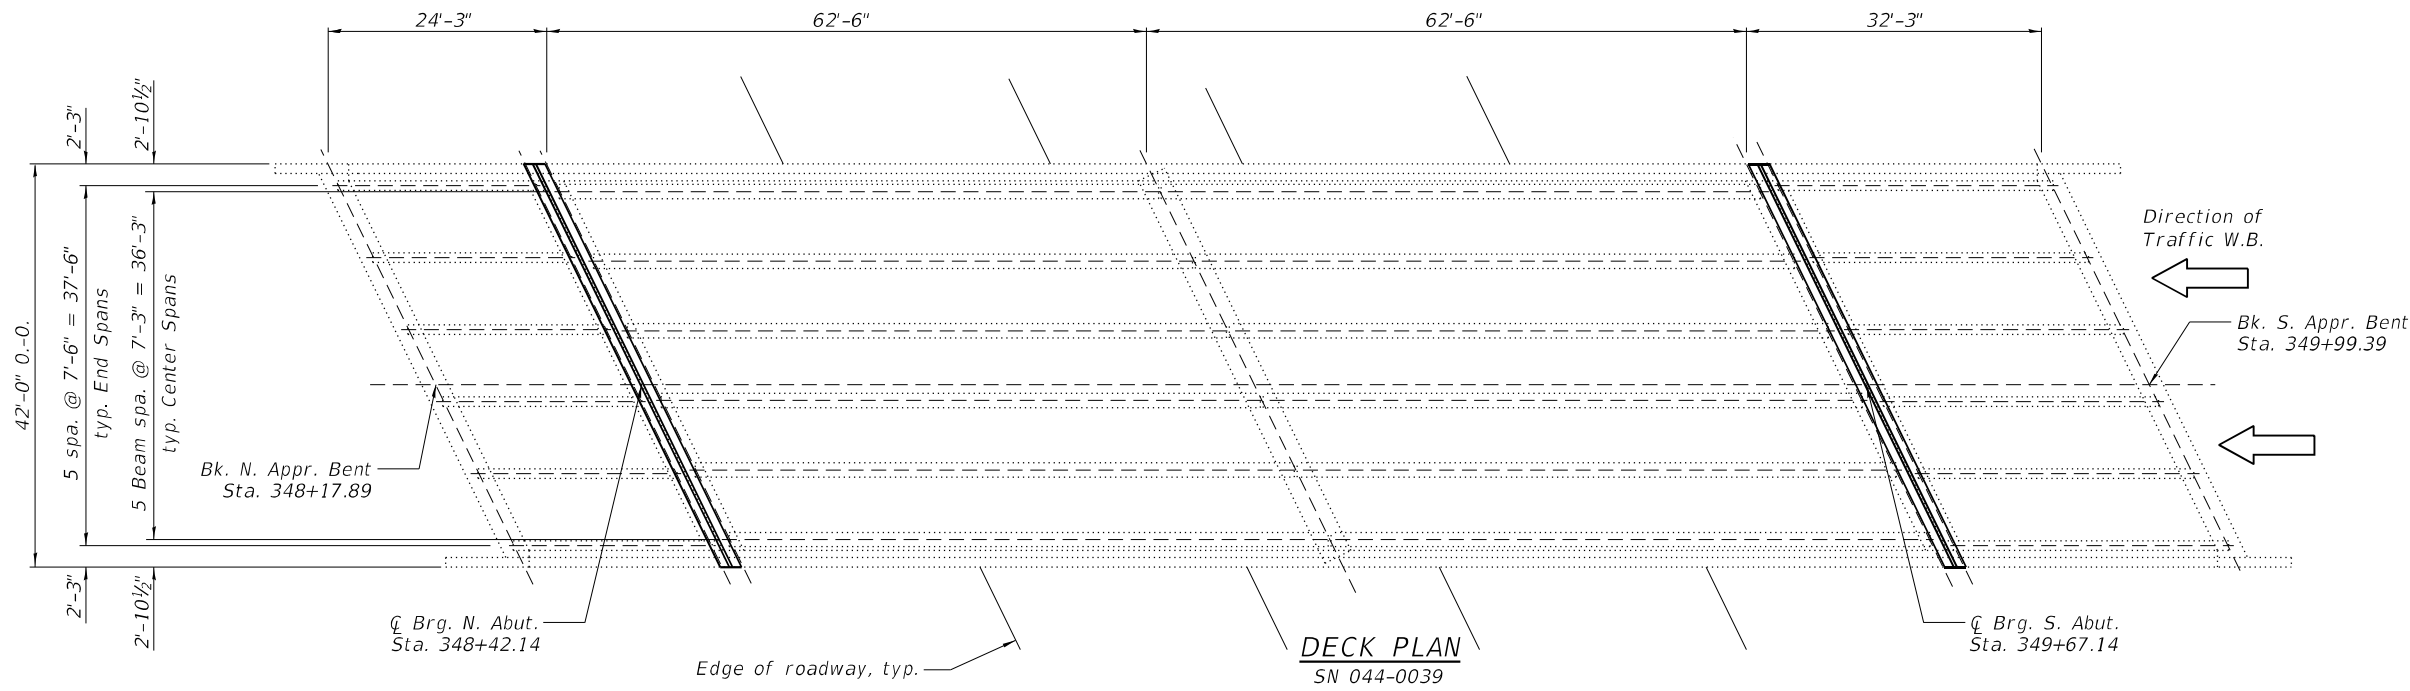 24'-3"
62'-6"
62'-6"
32'-3"
2'-3"
2'-10½"
42'-0" O.-O.
5 spa. @ 7'-6" = 37'-6"
typ. End Spans
5 Beam spa. @ 7'-3" = 36'-3"
typ. Center Spans
2'-3"
2'-10½"
Direction of
Traffic W.B.
Bk. S. Appr. Bent
Sta. 349+99.39
Bk. N. Appr. Bent
Sta. 348+17.89
℄ Brg. N. Abut.
Sta. 348+42.14
℄ Brg. S. Abut.
Sta. 349+67.14
Edge of roadway, typ.
DECK PLAN
SN 044-0039